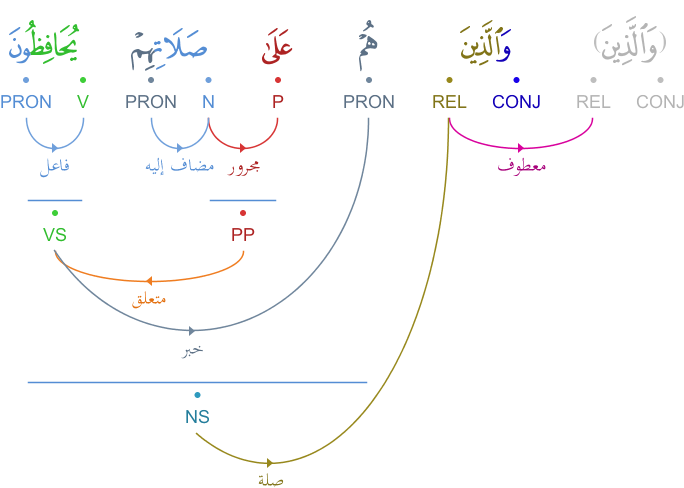 (وَٱلَّذِينَ) وَٱلَّذِينَ هُمْ عَلَىٰ صَلَاتِهِمْ يُحَافِظُونَ
CONJ REL CONJ REL PRON P N PRON V PRON
معطوف مجرور مضاف إليه فاعل
PP VS
متعلق
خبر
NS
صلة